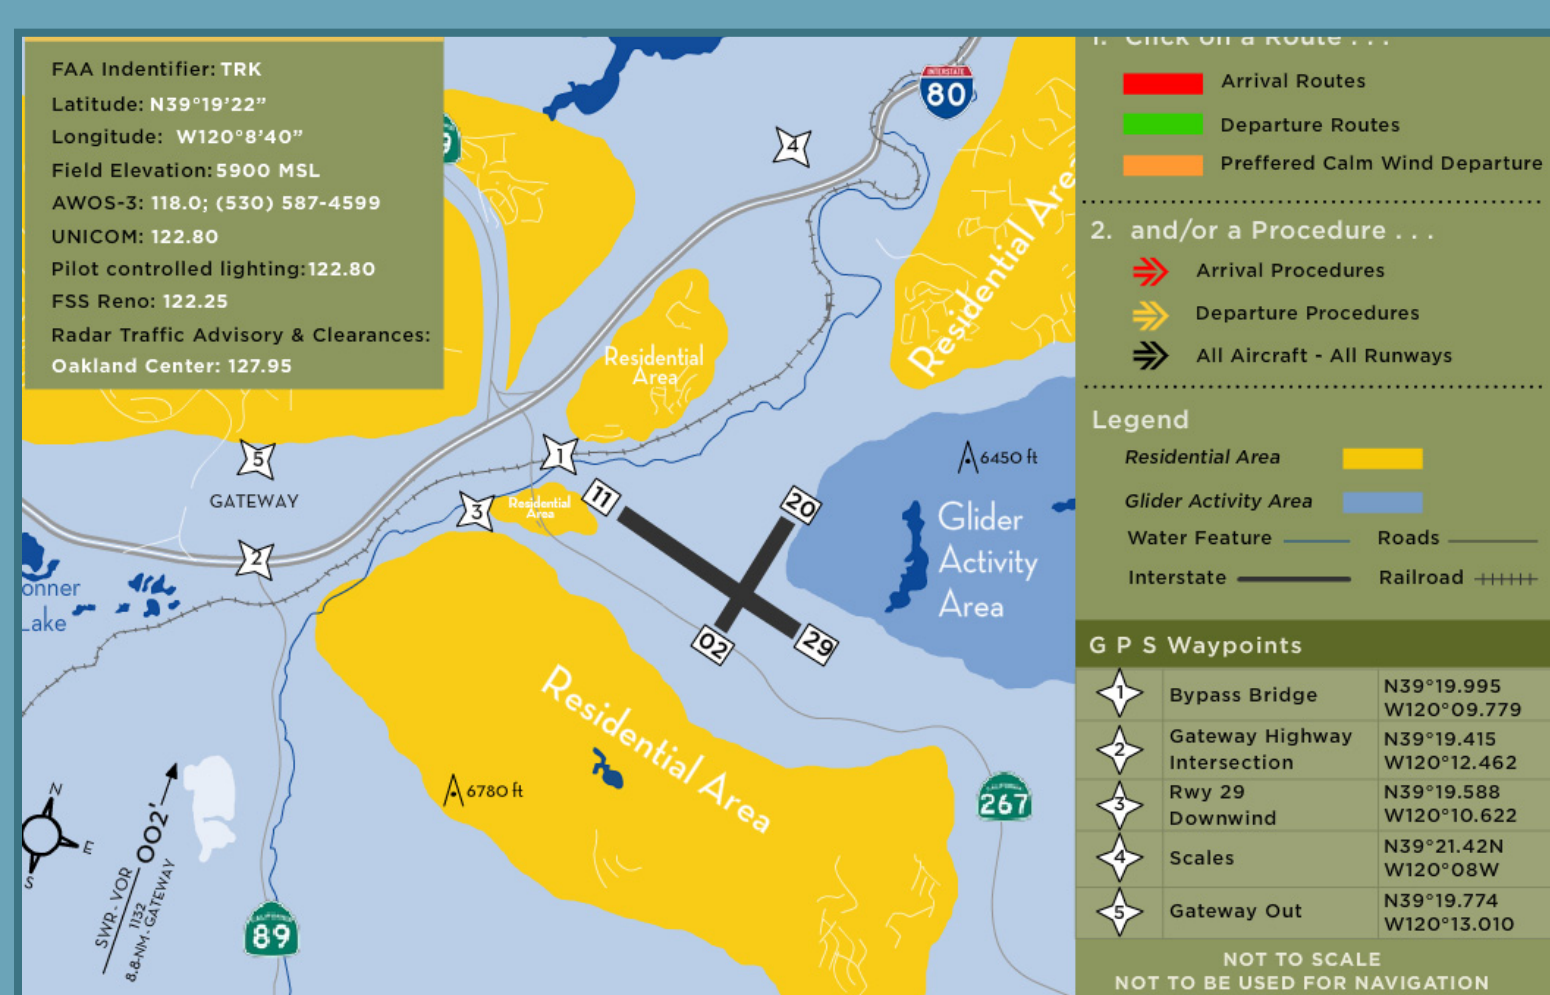 FAA Indentifier: TRK
Latitude: N39°19'22”
Longitude: W120°8'40”
Field Elevation: 5900 MSL
AWOS-3: 118.0; (530) 587-4599
UNICOM: 122.80
Pilot controlled lighting: 122.80
FSS Reno: 122.25
Radar Traffic Advisory & Clearances:
Oakland Center: 127.95
INTERSTATE
80
4
Residential Area
Residential
Area
5
GATEWAY
1
3
Residential
Area
11
20
6450 ft
Glider
Activity
Area
2
Lake
02
29
Residential Area
6780 ft
CALIFORNIA
267
N
E
S
SWR - VOR 002'
1132
8.8-NM - GATEWAY
CALIFORNIA
89
1. Click on a Route . . .
Arrival Routes
Departure Routes
Preffered Calm Wind Departure
2. and/or a Procedure . . .
Arrival Procedures
Departure Procedures
All Aircraft - All Runways
Legend
Residential Area
Glider Activity Area
Water Feature
Roads
Interstate
Railroad
G P S Waypoints
1 Bypass Bridge N39°19.995
W120°09.779
2 Gateway Highway Intersection N39°19.415
W120°12.462
3 Rwy 29 Downwind N39°19.588
W120°10.622
4 Scales N39°21.42N
W120°08W
5 Gateway Out N39°19.774
W120°13.010
NOT TO SCALE
NOT TO BE USED FOR NAVIGATION